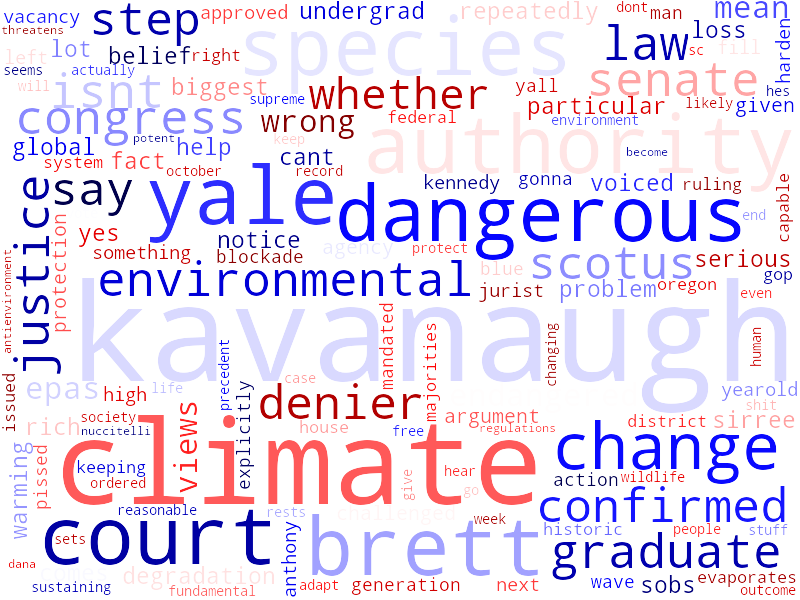 vacancy
threatens
step
approved
undergrad
repeatedly
dont man
mean
left
lot
belief right
species
law
loss
sc
fill
harden
seems
actually
isnt
biggest
whether
senate
yall
hes
supreme
will
congress
wrong
federal
particular
likely given
authority
environment
global
potent
keep
help
system
fact
october
cant
record
become
justice
say
yale
dangerous
kennedy
gonna
voiced
ruling
capable
end
yes
notice
something
blockade
agency
protect
scotus
serious
gop
protection
environmental
blue
jurist
problem
oregon
even
antienvironment
kavanaugh
mandated
majorities
changing
human
epas
high
life
precedent
case
yearold
issued
society
rich
nuccitelli
views
explicitly
denier
house
free
argument
regulations
district
shit
sirree
warming
pissed
climate
keeping
ordered
give
hear
go
change
action
wildlife
reasonable
rests
challenged
week
confirmed
sets
court
anthony
brett
historic
people
stuff
graduate
dana
degradation
sustaining
fundamental
adapt
generation
next
wave
sobs
evaporates
outcome